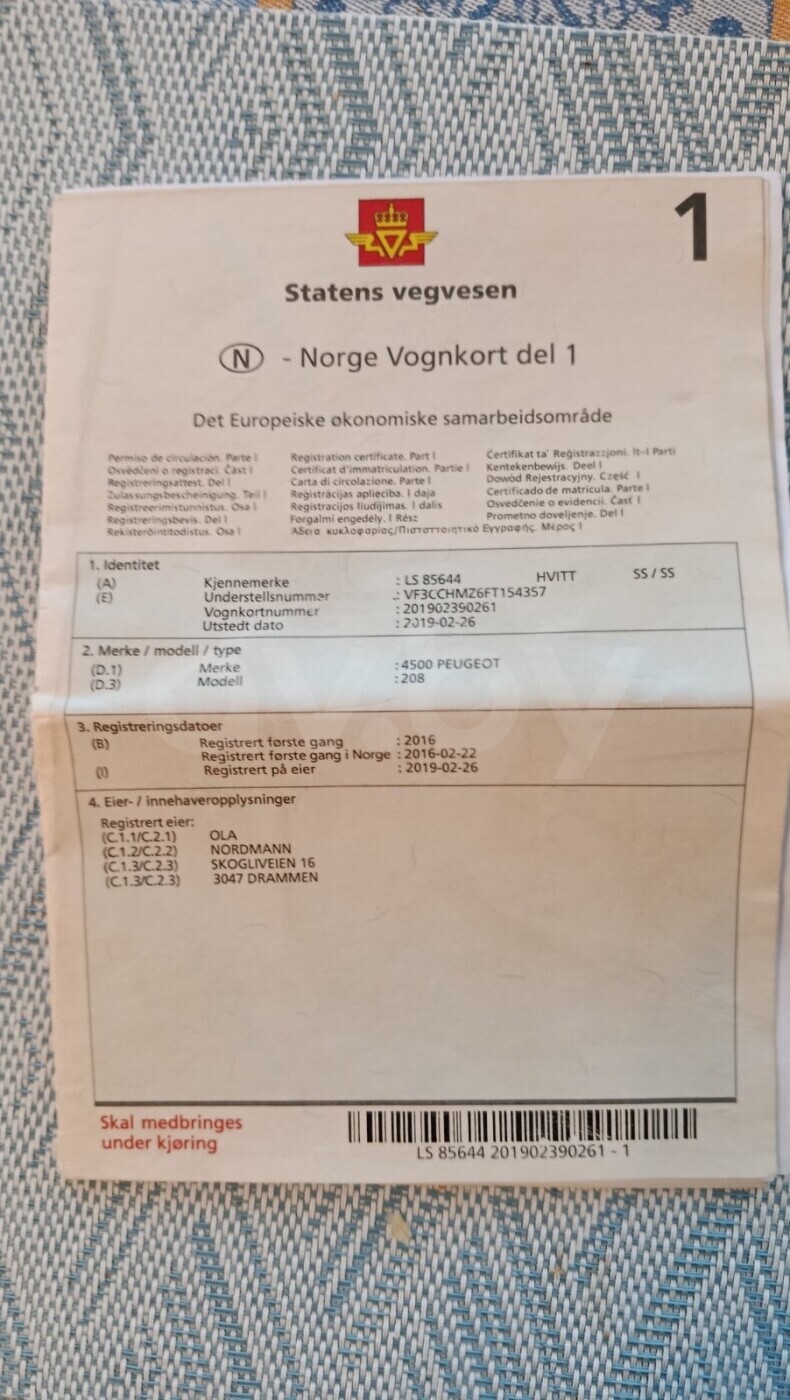 1
Statens vegvesen
N - Norge Vognkort del 1
Det Europeiske økonomiske samarbeidsområde
Permiso de circulación. Parte I
Osvědčení o registraci. Část I
Registreringsattest. Del I
Zulassungsbescheinigung. Teil I
Registreerimistunnistus. Osa I
Registreringsbevis. Del I
Rekisteröintitodistus. Osa I
Registration certificate. Part I
Certificat d'immatriculation. Partie I
Carta di circolazione. Parte I
Reģistrācijas apliecība. I daja
Registracijos liudijimas. I dalis
Forgalmi engedély. I Rész
Άδεια κυκλοφορίας/Πιστοποιητικό Εγγραφής. Μέρος I
Ċertifikat ta' Reġistrazzjoni. It-I Parti
Kentekenbewijs. Deel I
Dowód Rejestracyjny. Część I
Certificado de matrícula. Parte I
Osvedčenie o evidencii. Časť I
Prometno dovoljenje. Del I
1. Identitet
(A) Kjennemerke : LS 85644 HVITT SS / SS
(E) Understellsnummer : VF3CCHMZ6FT154357
Vognkortnummer : 201902390261
Utstedt dato : 2019-02-26
2. Merke / modell / type
(D.1) Merke : 4500 PEUGEOT
(D.3) Modell : 208
3. Registreringsdatoer
(B) Registrert første gang : 2016
Registrert første gang i Norge : 2016-02-22
(I) Registrert på eier : 2019-02-26
4. Eier- / innehaveropplysninger
Registrert eier:
(C.1.1/C.2.1) OLA
(C.1.2/C.2.2) NORDMANN
(C.1.3/C.2.3) SKOGLIVEIEN 16
(C.1.3/C.2.3) 3047 DRAMMEN
Skal medbringes
under kjøring
LS 85644 201902390261 - 1